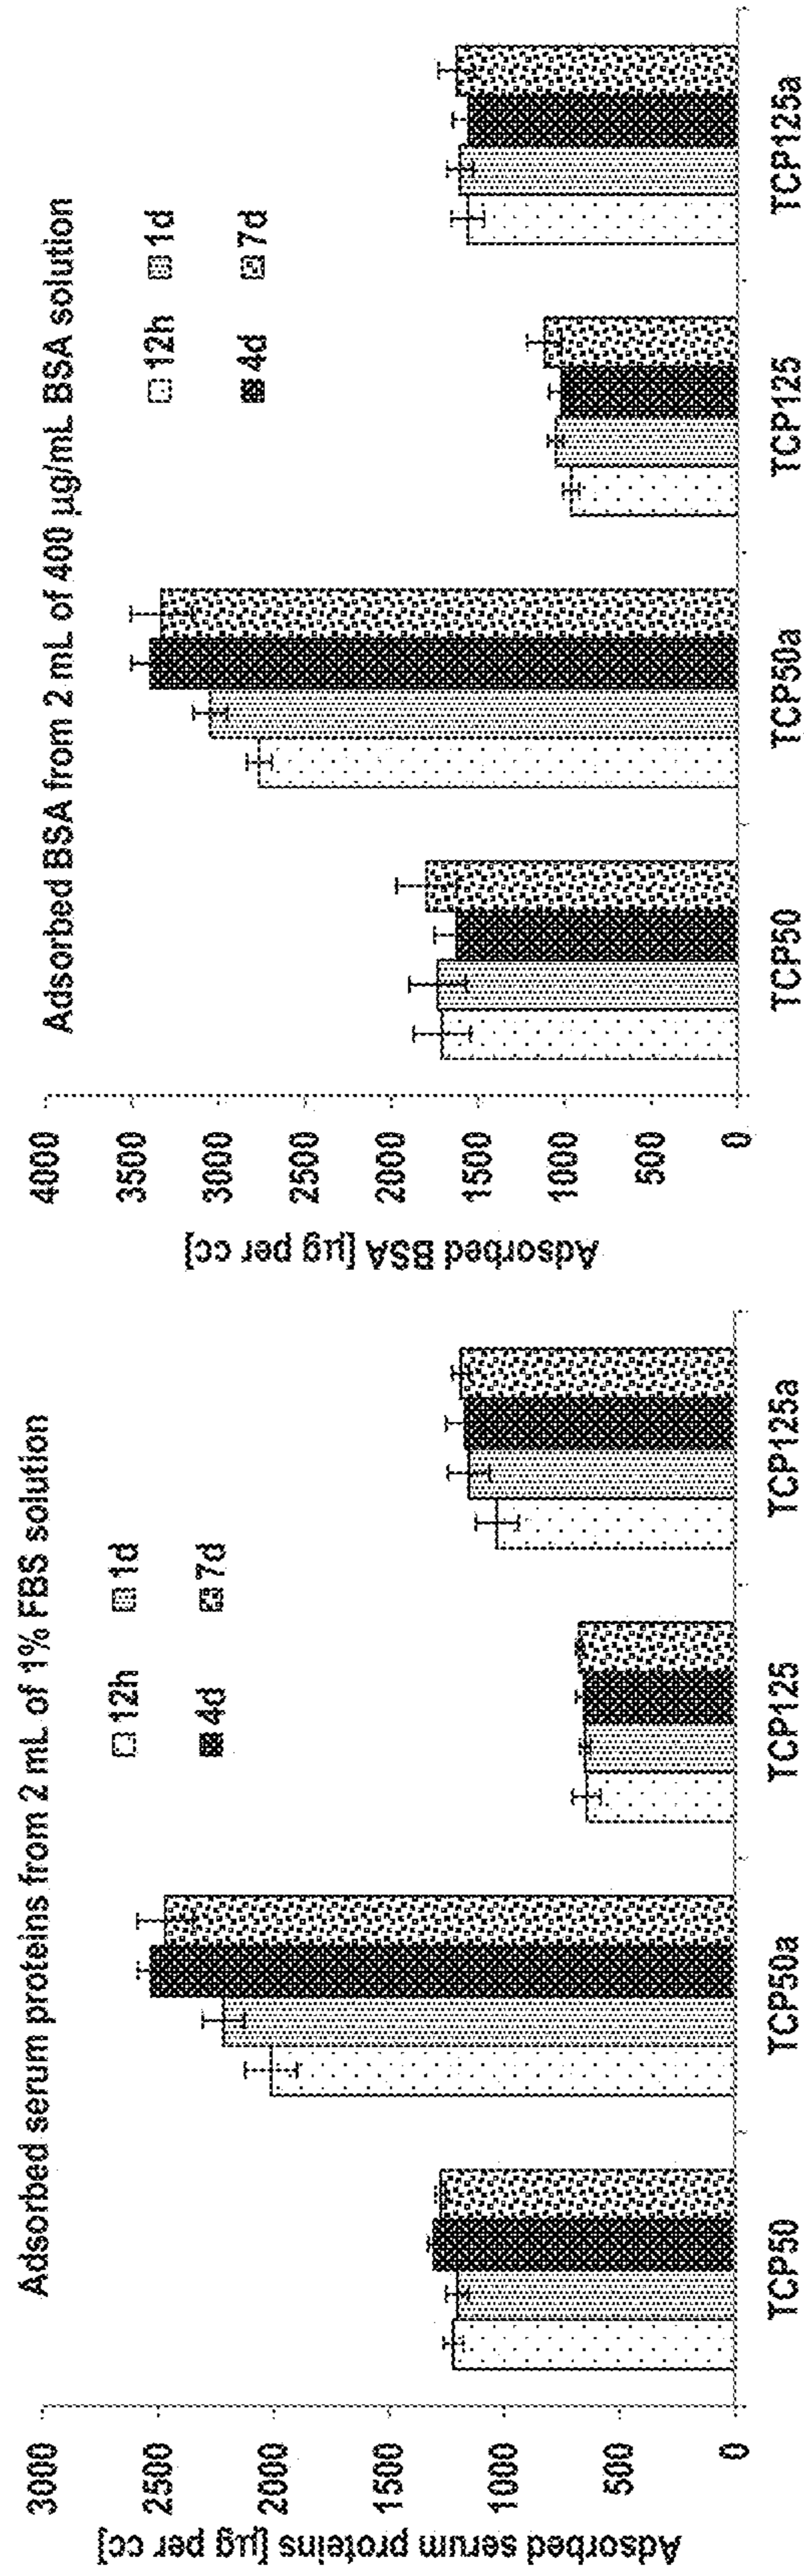 Adsorbed serum proteins from 2 mL of 1% FBS solution
12h 1d
4d 7d
Adsorbed serum proteins [µg per cc]
3000
2500
2000
1500
1000
500
0
TCP50 TCP50a TCP125 TCP125a
Adsorbed BSA from 2 mL of 400 µg/mL BSA solution
12h 1d
4d 7d
Adsorbed BSA [µg per cc]
4000
3500
3000
2500
2000
1500
1000
500
0
TCP50 TCP50a TCP125 TCP125a